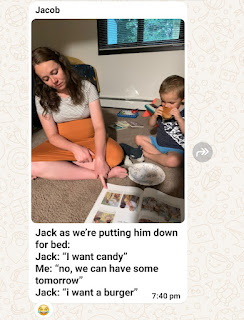 Jacob
Jack as we're putting him down
for bed:
Jack: "I want candy"
Me: "no, we can have some
tomorrow"
Jack: "i want a burger"
7:40 pm